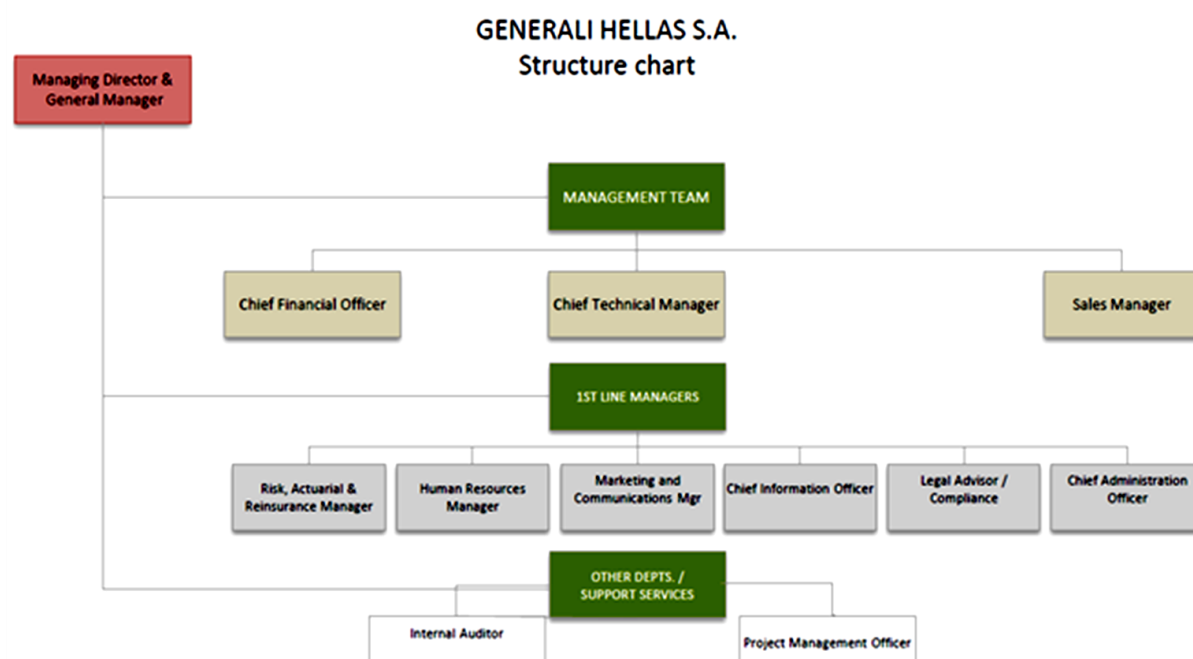 GENERALI HELLAS S.A.
Structure chart
Managing Director &
General Manager
MANAGEMENT TEAM
Chief Financial Officer
Chief Technical Manager
Sales Manager
1ST LINE MANAGERS
Risk, Actuarial &
Reinsurance Manager
Human Resources
Manager
Marketing and
Communications Mgr
Chief Information Officer
Legal Advisor /
Compliance
Chief Administration
Officer
OTHER DEPTS. /
SUPPORT SERVICES
Internal Auditor
Project Management Officer